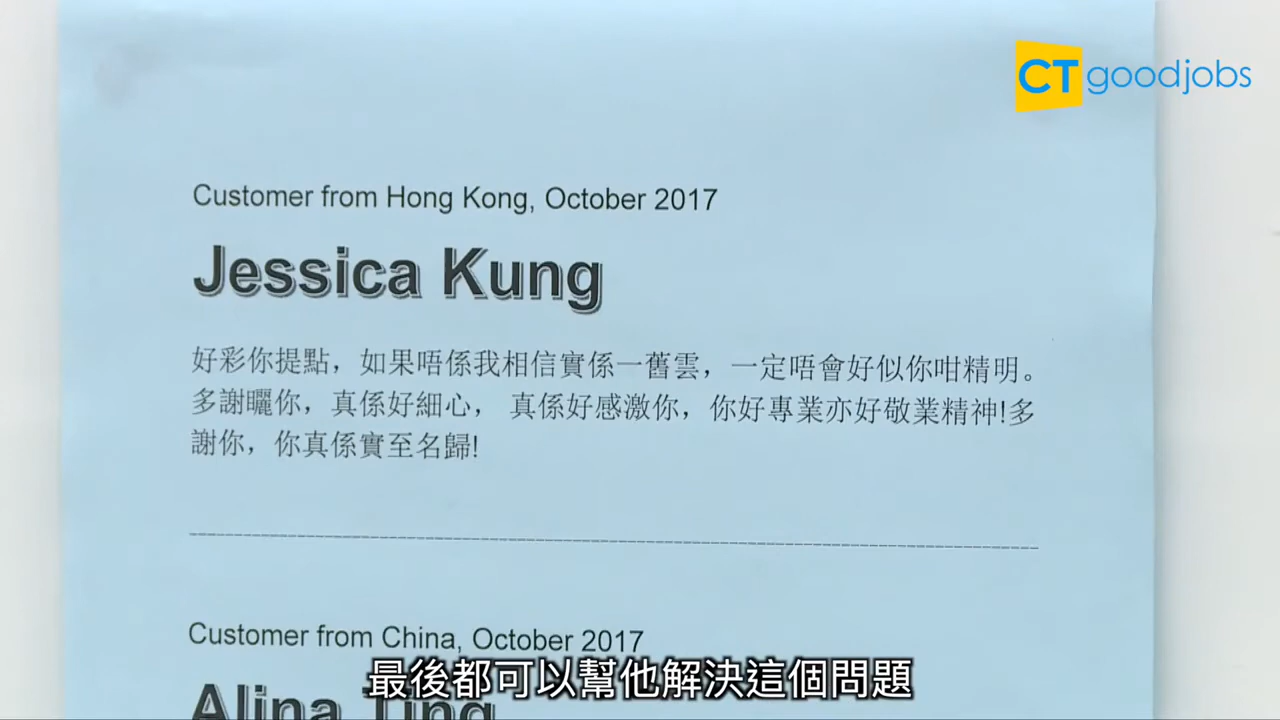 CTgoodjobs
Customer from Hong Kong, October 2017
Jessica Kung
好彩你提點，如果唔係我相信實係一舊雲，一定唔會好似你咁精明。
多謝曬你，真係好細心， 真係好感激你，你好專業亦好敬業精神!多
謝你，你真係實至名歸!
Customer from China, October 2017
Alina Ting
最後都可以幫他解決這個問題